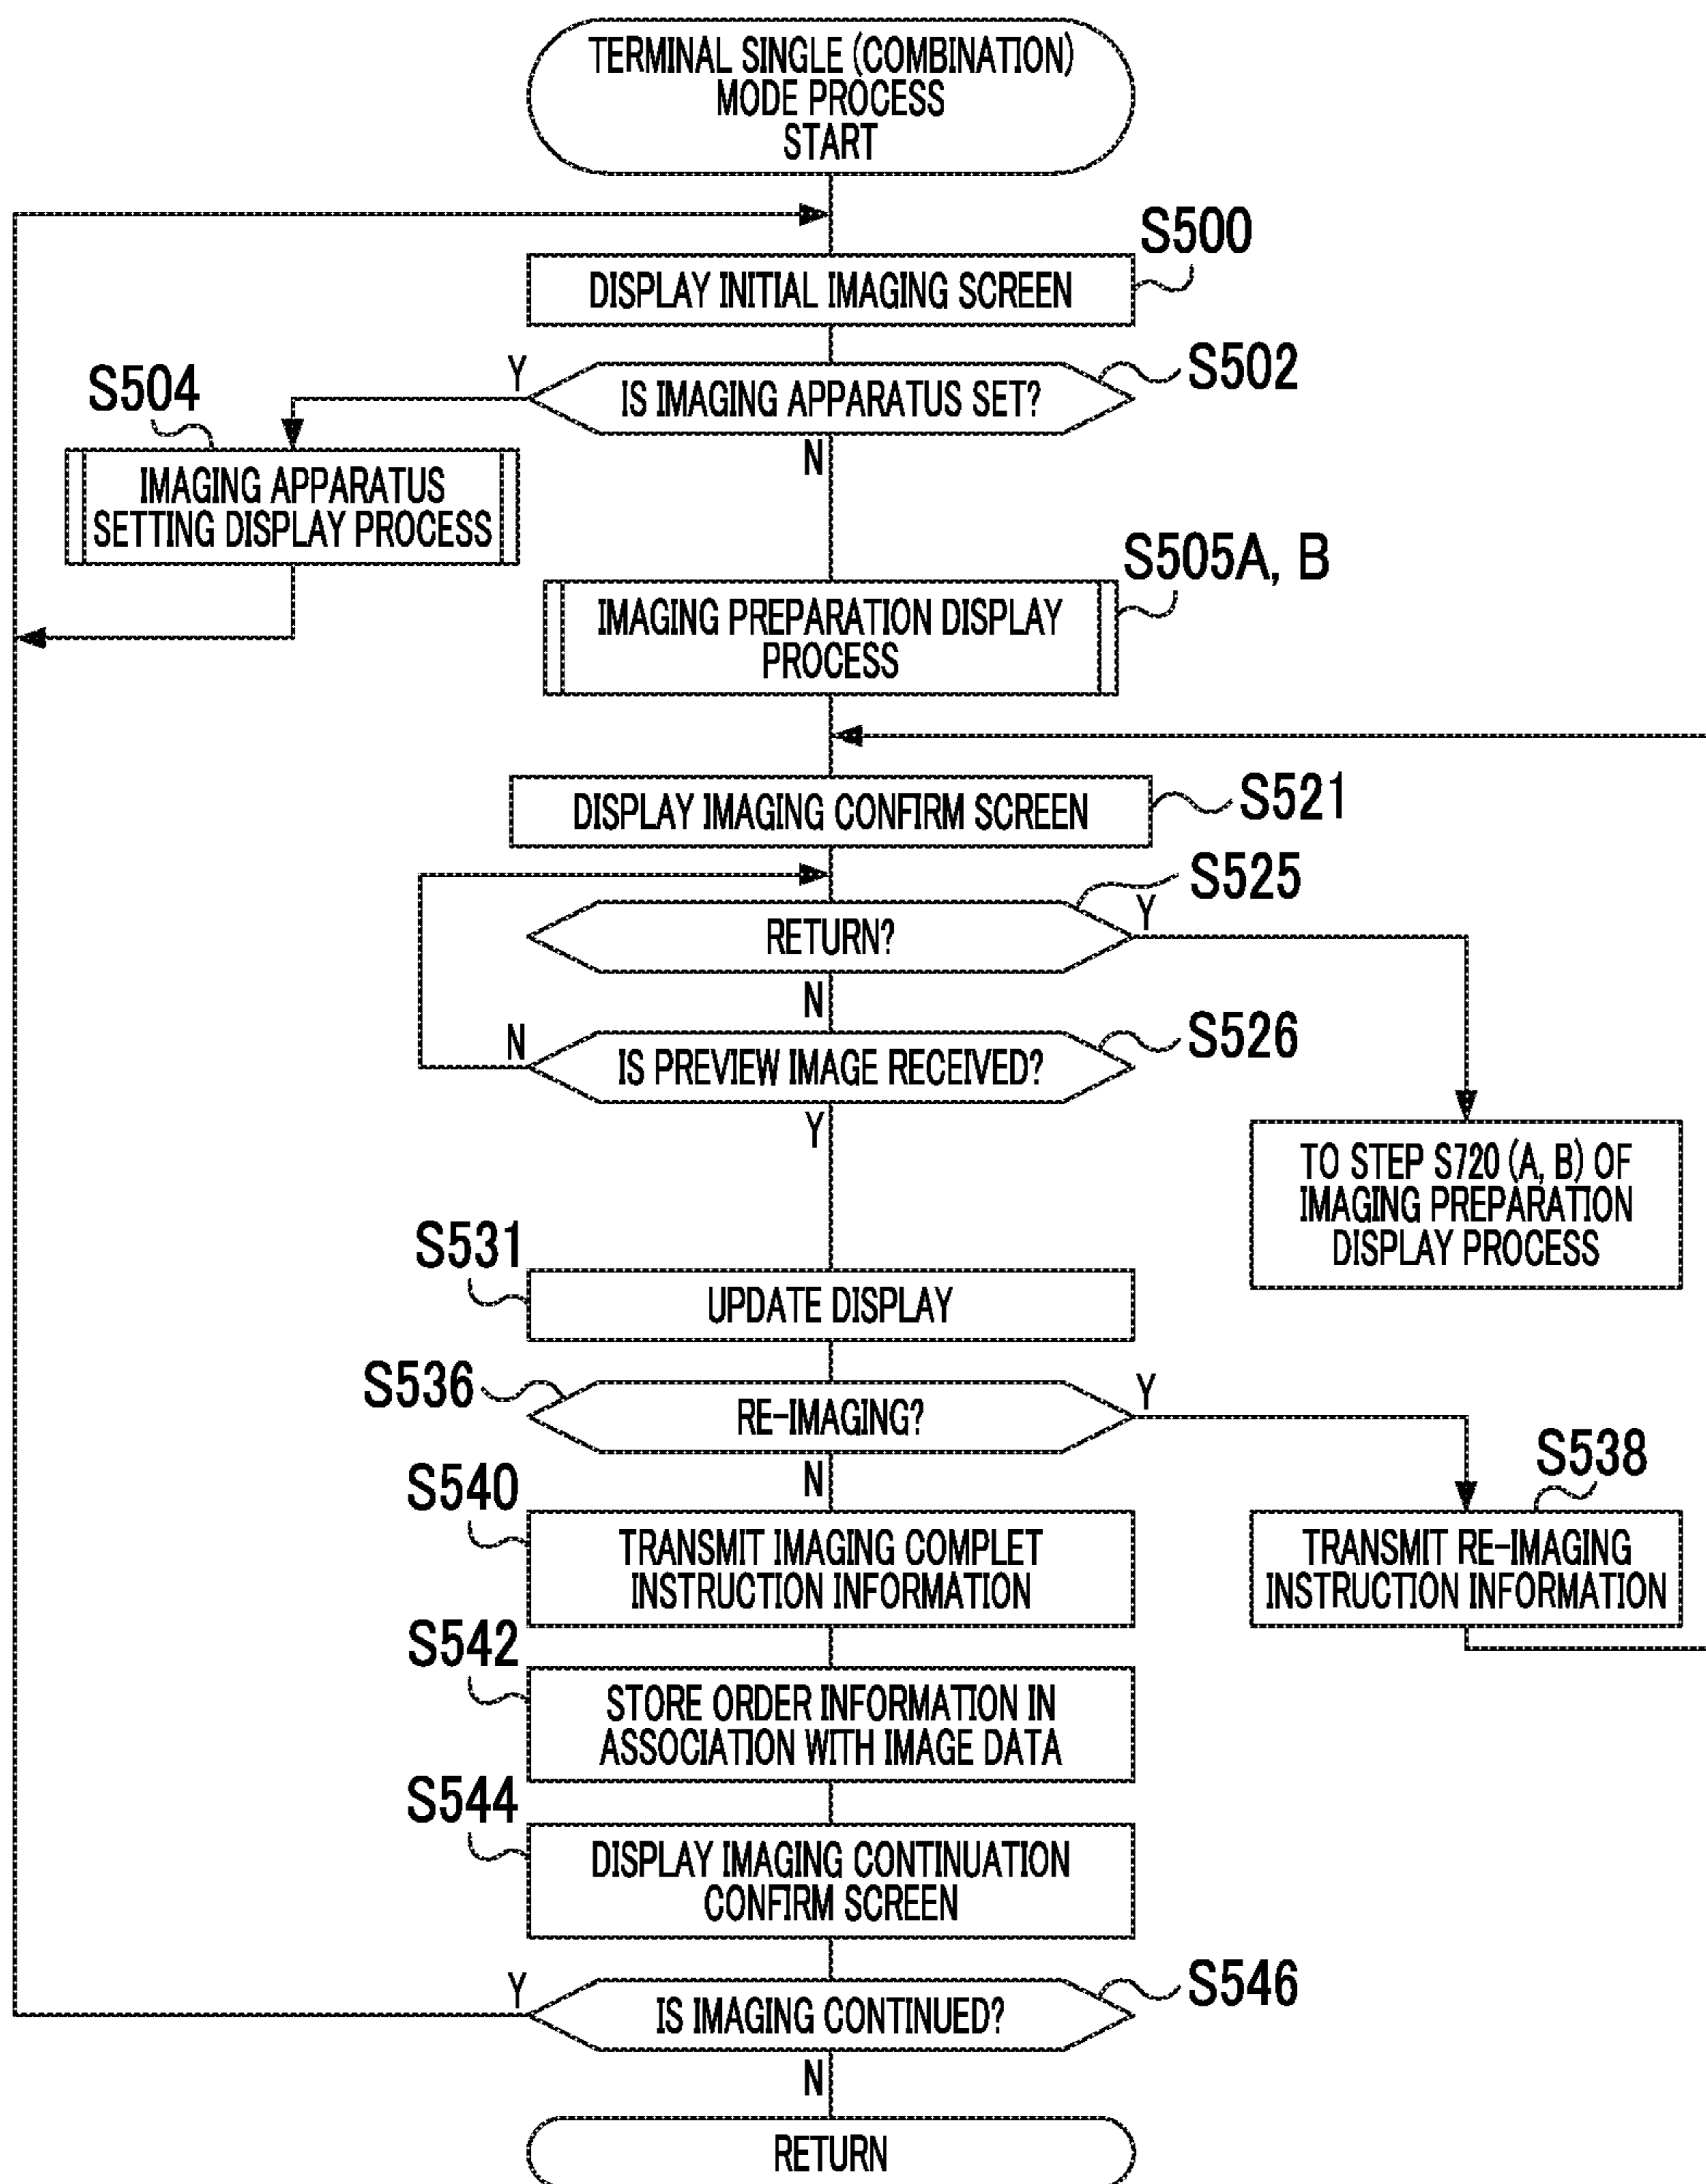 TERMINAL SINGLE (COMBINATION)
MODE PROCESS
START
S500
DISPLAY INITIAL IMAGING SCREEN
S502
Y
IS IMAGING APPARATUS SET?
N
S504
IMAGING APPARATUS
SETTING DISPLAY PROCESS
S505A, B
IMAGING PREPARATION DISPLAY
PROCESS
S521
DISPLAY IMAGING CONFIRM SCREEN
S525
RETURN?
Y
N
S526
N
IS PREVIEW IMAGE RECEIVED?
Y
TO STEP S720 (A, B) OF
IMAGING PREPARATION
DISPLAY PROCESS
S531
UPDATE DISPLAY
S536
RE-IMAGING?
Y
N
S538
TRANSMIT RE-IMAGING
INSTRUCTION INFORMATION
S540
TRANSMIT IMAGING COMPLET
INSTRUCTION INFORMATION
S542
STORE ORDER INFORMATION IN
ASSOCIATION WITH IMAGE DATA
S544
DISPLAY IMAGING CONTINUATION
CONFIRM SCREEN
S546
Y
IS IMAGING CONTINUED?
N
RETURN